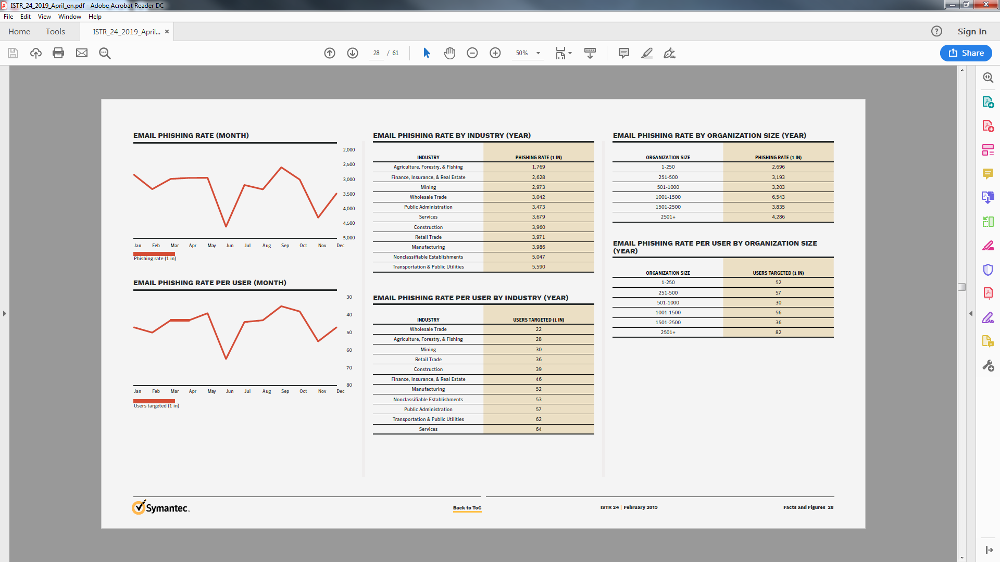 ISTR_24_2019_April_en.pdf - Adobe Acrobat Reader DC
File Edit View Window Help
Home Tools ISTR_24_2019_April... × Sign In
28 / 61 50% Share
EMAIL PHISHING RATE (MONTH)
2,000
2,500
3,000
3,500
4,000
4,500
5,000
Jan Feb Mar Apr May Jun Jul Aug Sep Oct Nov Dec
Phishing rate (1 in)
EMAIL PHISHING RATE PER USER (MONTH)
30
40
50
60
70
80
Jan Feb Mar Apr May Jun Jul Aug Sep Oct Nov Dec
Users targeted (1 in)
EMAIL PHISHING RATE BY INDUSTRY (YEAR)
INDUSTRY PHISHING RATE (1 IN)
Agriculture, Forestry, & Fishing 1,769
Finance, Insurance, & Real Estate 2,628
Mining 2,973
Wholesale Trade 3,042
Public Administration 3,473
Services 3,679
Construction 3,960
Retail Trade 3,971
Manufacturing 3,986
Nonclassifiable Establishments 5,047
Transportation & Public Utilities 5,590
EMAIL PHISHING RATE PER USER BY INDUSTRY (YEAR)
INDUSTRY USERS TARGETED (1 IN)
Wholesale Trade 22
Agriculture, Forestry, & Fishing 28
Mining 30
Retail Trade 36
Construction 39
Finance, Insurance, & Real Estate 46
Manufacturing 52
Nonclassifiable Establishments 53
Public Administration 57
Transportation & Public Utilities 62
Services 64
EMAIL PHISHING RATE BY ORGANIZATION SIZE (YEAR)
ORGANIZATION SIZE PHISHING RATE (1 IN)
1-250 2,696
251-500 3,193
501-1000 3,203
1001-1500 6,543
1501-2500 3,835
2501+ 4,286
EMAIL PHISHING RATE PER USER BY ORGANIZATION SIZE
(YEAR)
ORGANIZATION SIZE USERS TARGETED (1 IN)
1-250 52
251-500 57
501-1000 30
1001-1500 56
1501-2500 36
2501+ 82
Symantec. Back to ToC ISTR 24 | February 2019 Facts and Figures 28